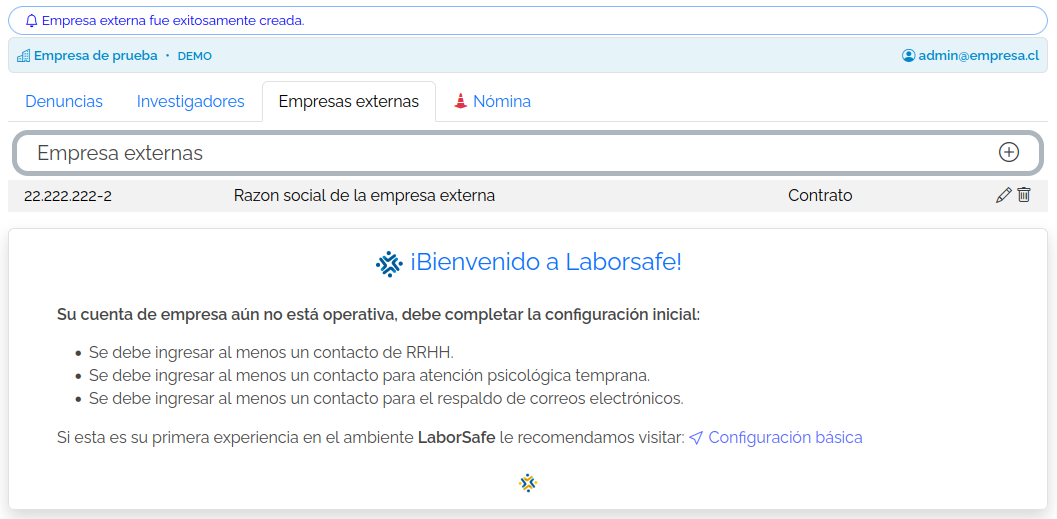 Empresa externa fue exitosamente creada.
Empresa de prueba · DEMO admin@empresa.cl
Denuncias Investigadores Empresas externas Nómina
Empresa externas
22.222.222-2 Razon social de la empresa externa Contrato
¡Bienvenido a Laborsafe!
Su cuenta de empresa aún no está operativa, debe completar la configuración inicial:
• Se debe ingresar al menos un contacto de RRHH.
• Se debe ingresar al menos un contacto para atención psicológica temprana.
• Se debe ingresar al menos un contacto para el respaldo de correos electrónicos.
Si esta es su primera experiencia en el ambiente LaborSafe le recomendamos visitar: Configuración básica